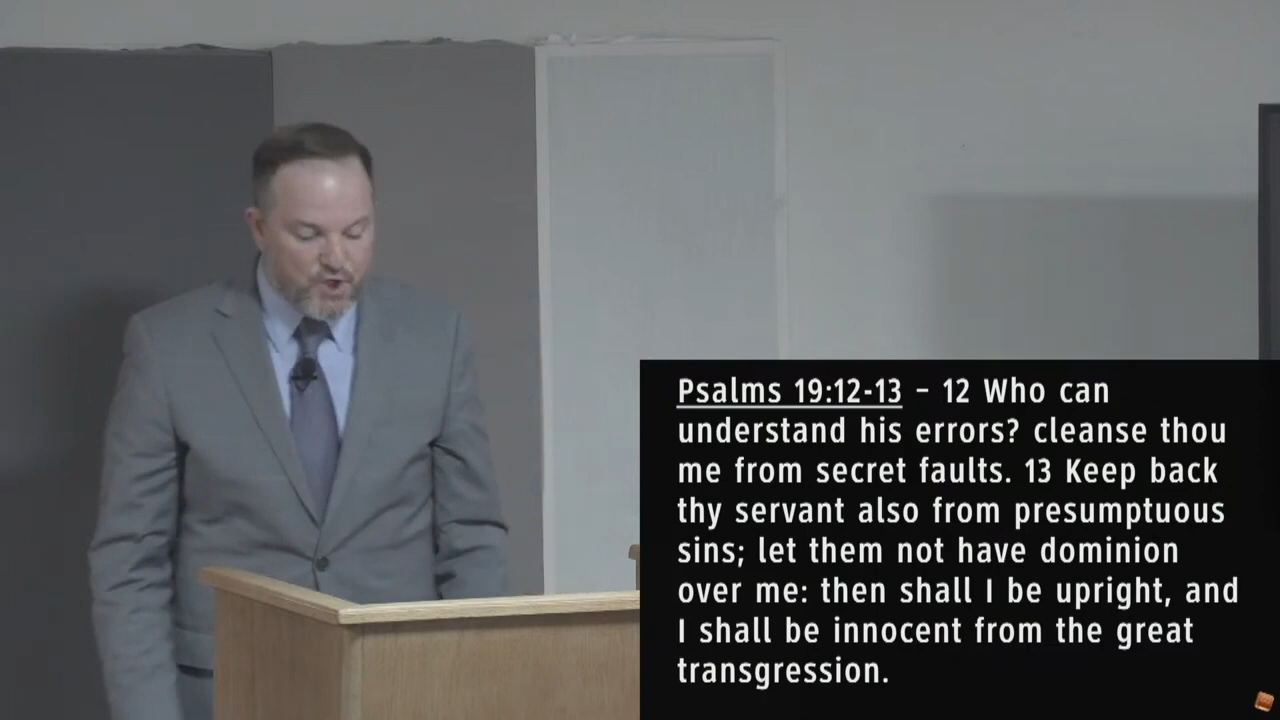 Psalms 19:12-13 – 12 Who can
understand his errors? cleanse thou
me from secret faults. 13 Keep back
thy servant also from presumptuous
sins; let them not have dominion
over me: then shall I be upright, and
I shall be innocent from the great
transgression.